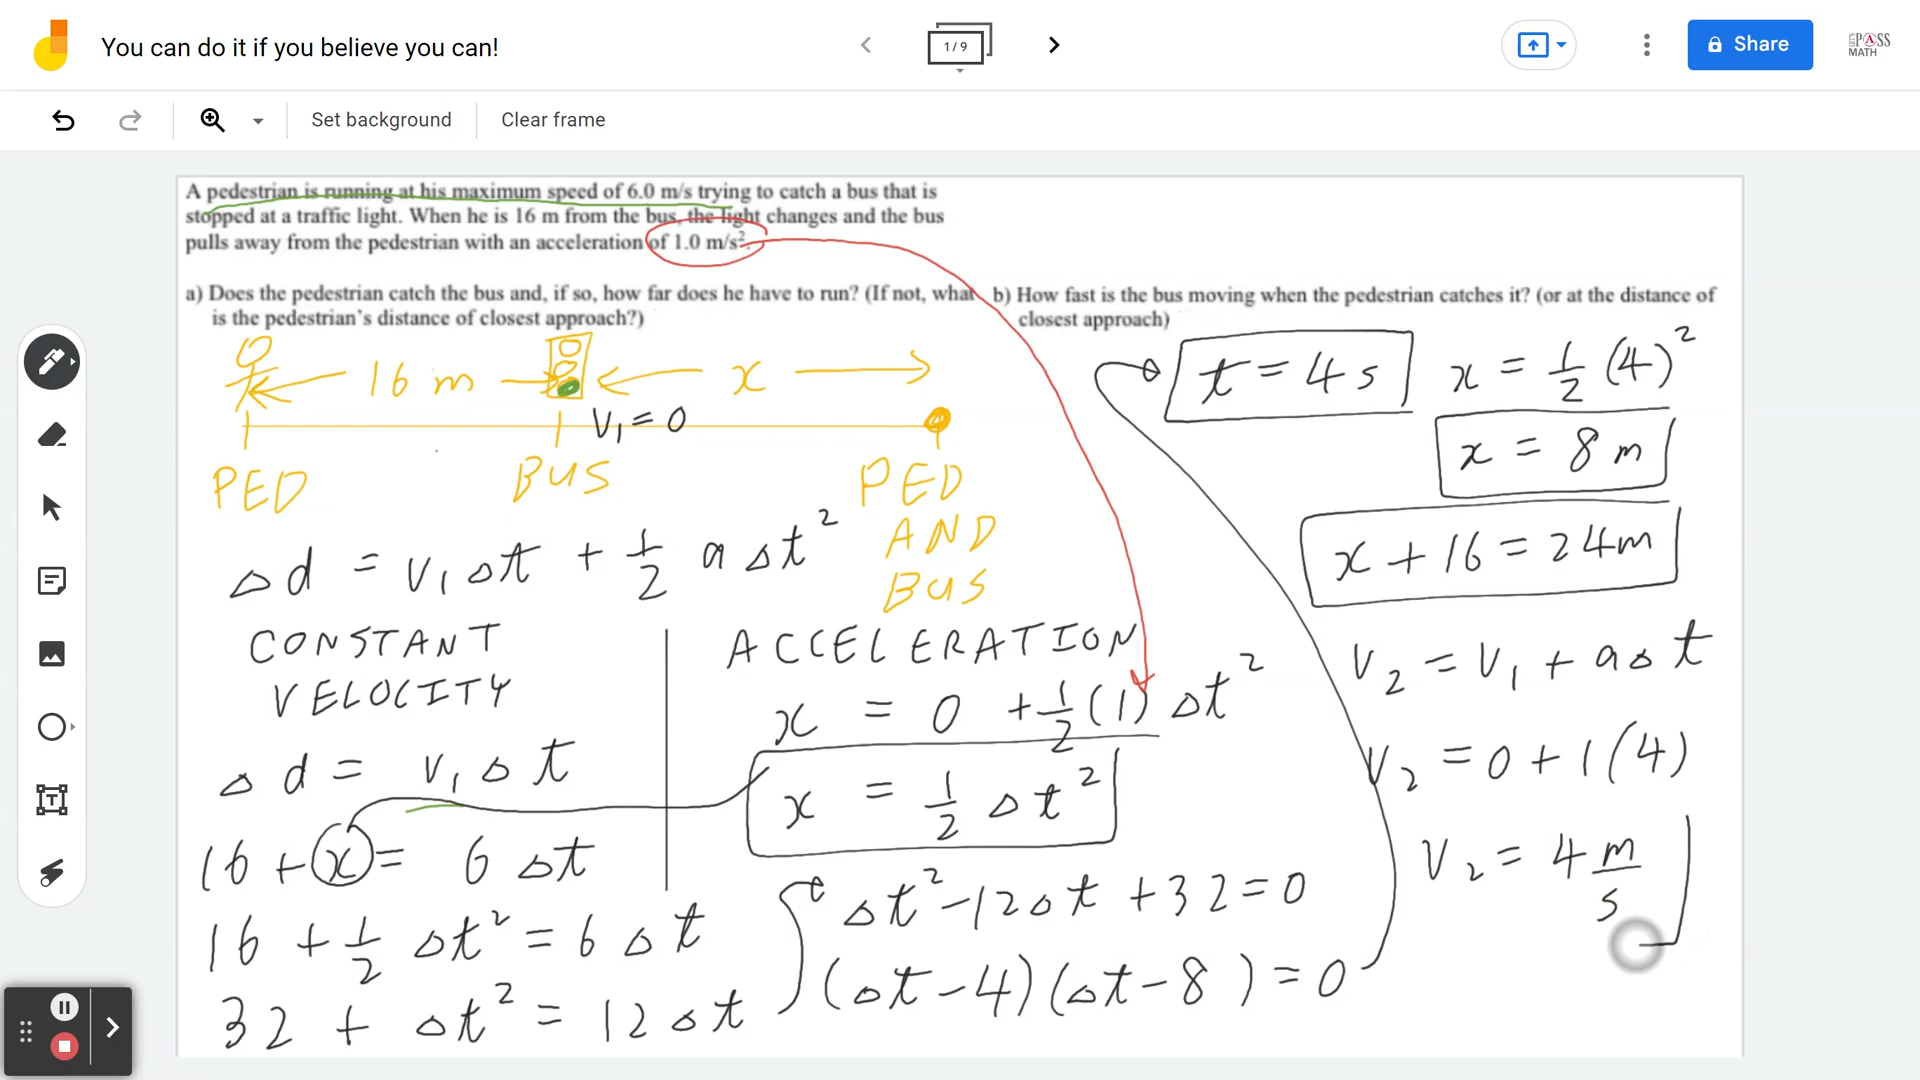 You can do it if you believe you can!
1 / 9
Share
PASS
MATH
Set background
Clear frame
A pedestrian is running at his maximum speed of 6.0 m/s trying to catch a bus that is
stopped at a traffic light. When he is 16 m from the bus, the light changes and the bus
pulls away from the pedestrian with an acceleration of 1.0 m/s².
a) Does the pedestrian catch the bus and, if so, how far does he have to run? (If not, what
is the pedestrian's distance of closest approach?)
b) How fast is the bus moving when the pedestrian catches it? (or at the distance of
closest approach)
16 m
x
V₁ = 0
PED
BUS
PED
AND
BUS
Δd = V₁Δt + ½ aΔt²
CONSTANT
VELOCITY
Δd = V₁Δt
16 + x = 6Δt
16 + ½Δt² = 6Δt
32 + Δt² = 12Δt
ACCELERATION
x = 0 + ½(1)Δt²
x = ½Δt²
Δt² - 12Δt + 32 = 0
(Δt - 4)(Δt - 8) = 0
t = 4s
x = ½(4)²
x = 8 m
x + 16 = 24m
V₂ = V₁ + aΔt
V₂ = 0 + 1(4)
V₂ = 4 m/s